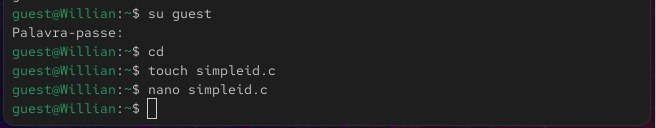 guest@Willian:~$ su guest
Palavra-passe:
guest@Willian:~$ cd
guest@Willian:~$ touch simpleid.c
guest@Willian:~$ nano simpleid.c
guest@Willian:~$